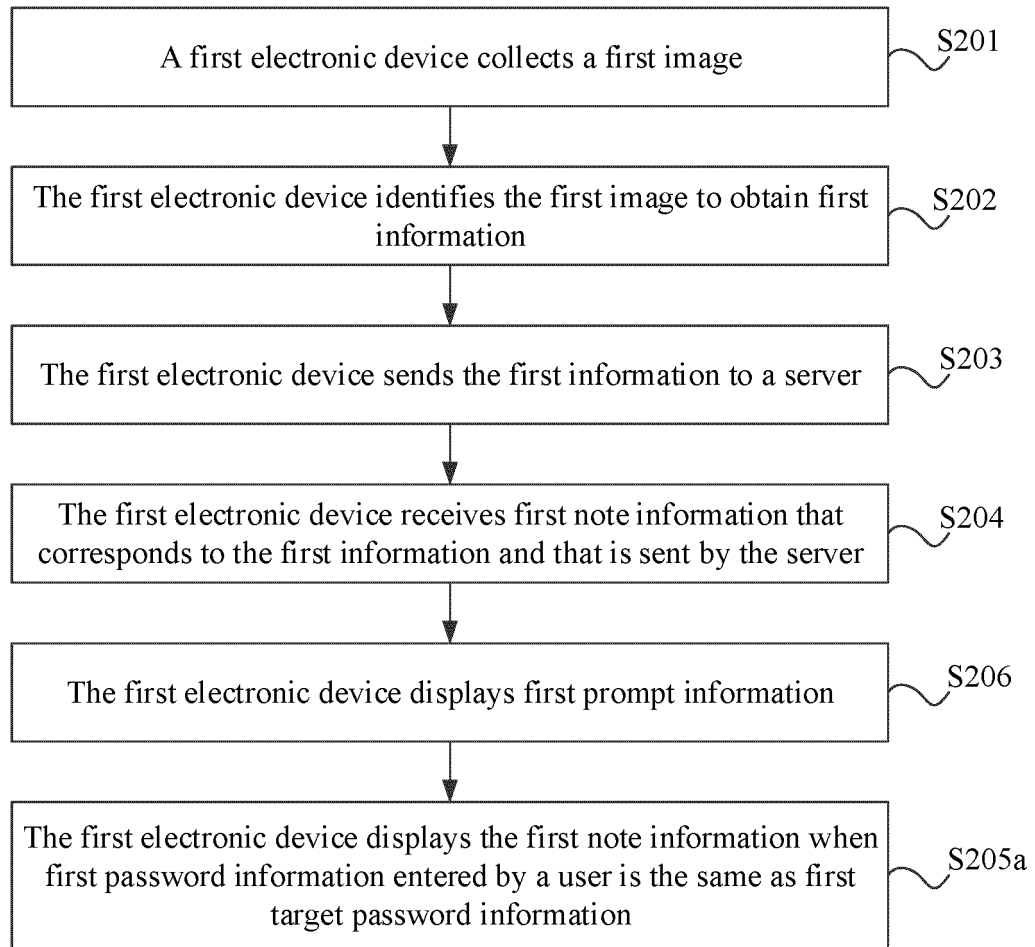 A first electronic device collects a first image
S201
The first electronic device identifies the first image to obtain first
information
S202
The first electronic device sends the first information to a server
S203
The first electronic device receives first note information that
corresponds to the first information and that is sent by the server
S204
The first electronic device displays first prompt information
S206
The first electronic device displays the first note information when
first password information entered by a user is the same as first
target password information
S205a